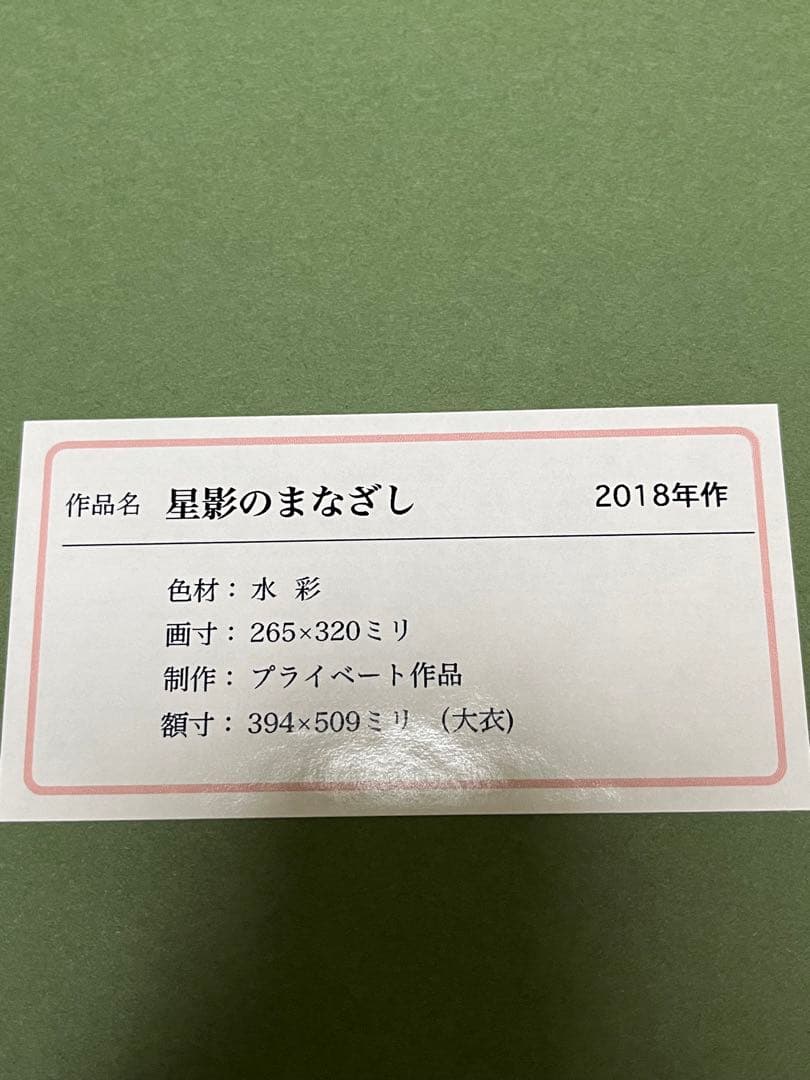 作品名 星影のまなざし 2018年作
色材：水 彩
画寸：265×320ミリ
制作：プライベート作品
額寸：394×509ミリ (大衣)